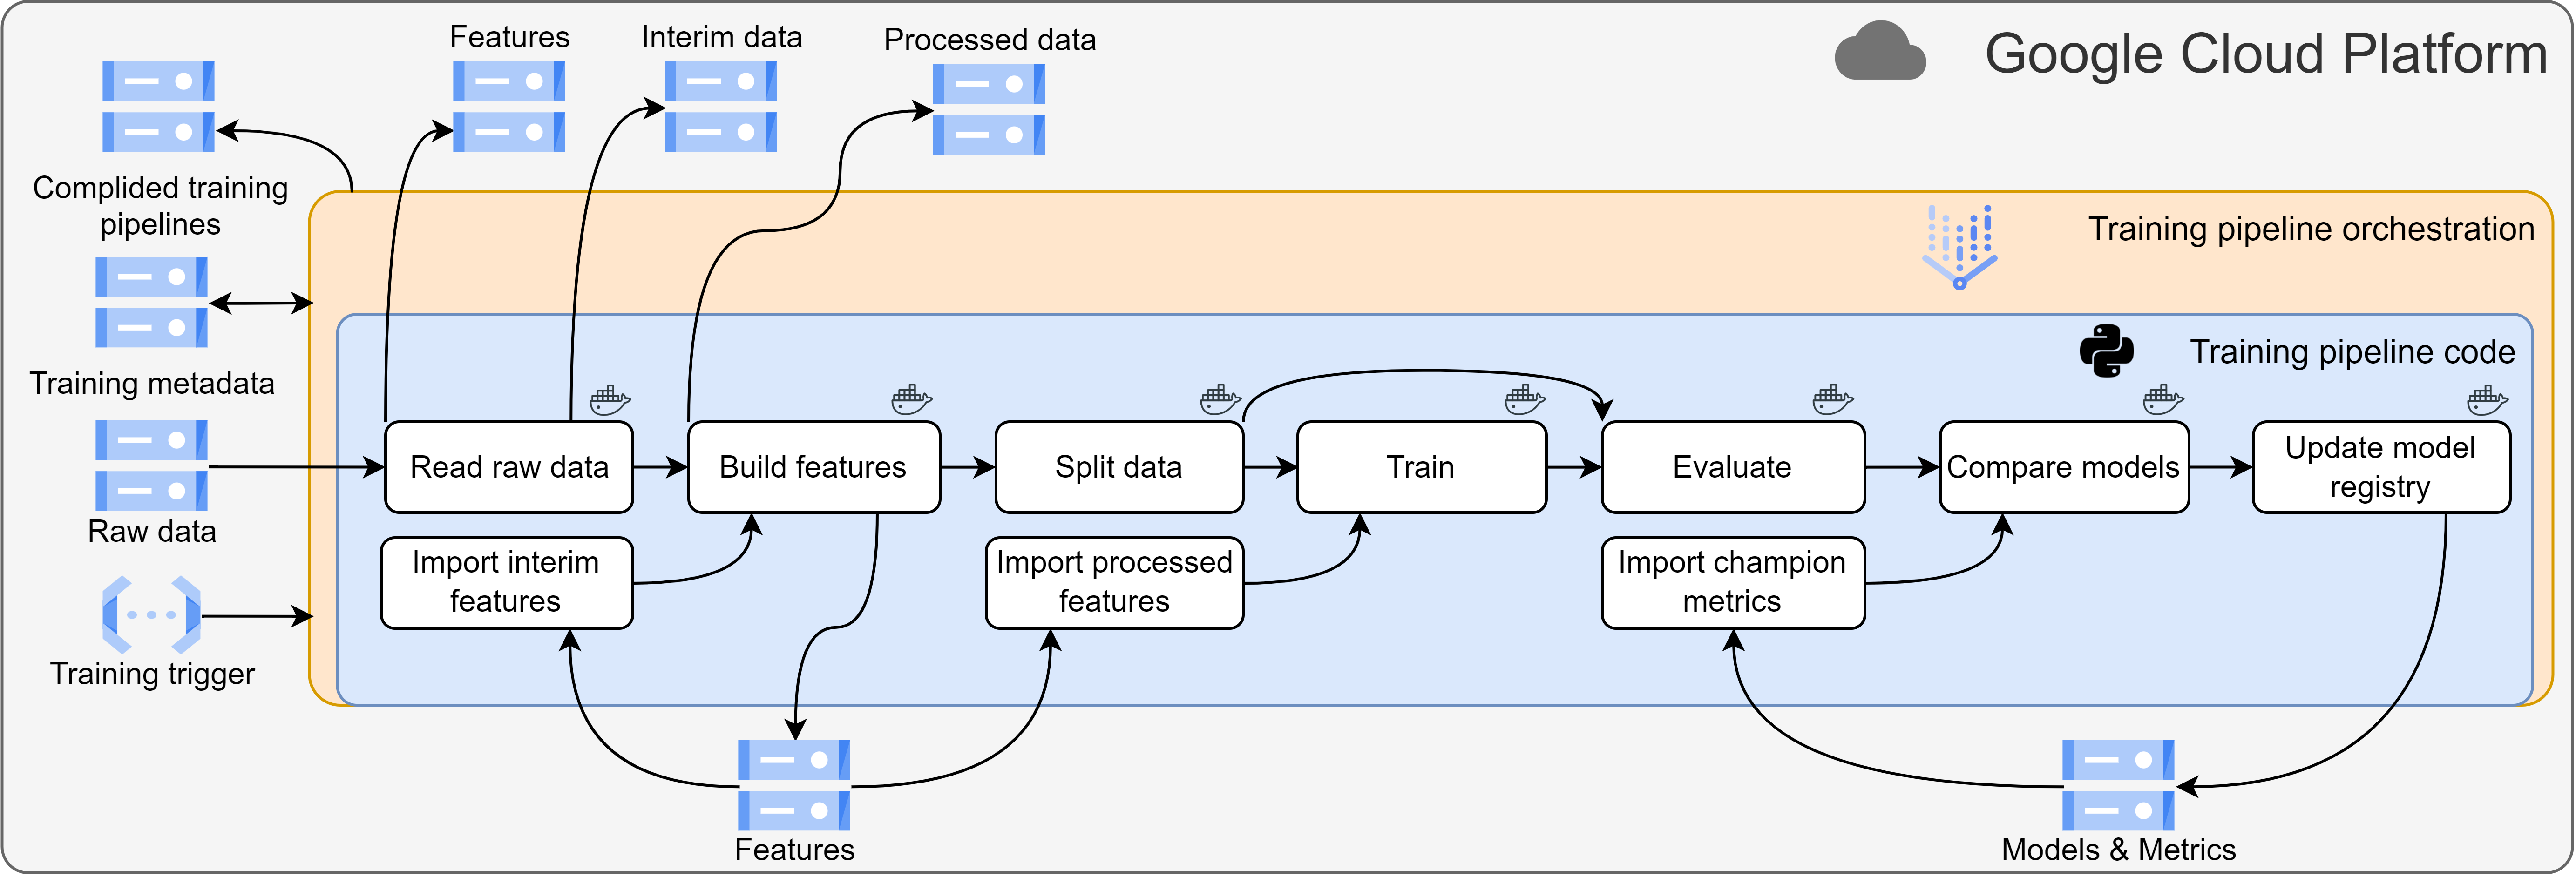 Features
Interim data
Processed data
Google Cloud Platform
Complided training
pipelines
Training pipeline orchestration
Training metadata
Training pipeline code
Raw data
Read raw data
Build features
Split data
Train
Evaluate
Compare models
Update model
registry
Import interim
features
Import processed
features
Import champion
metrics
Training trigger
Features
Models & Metrics